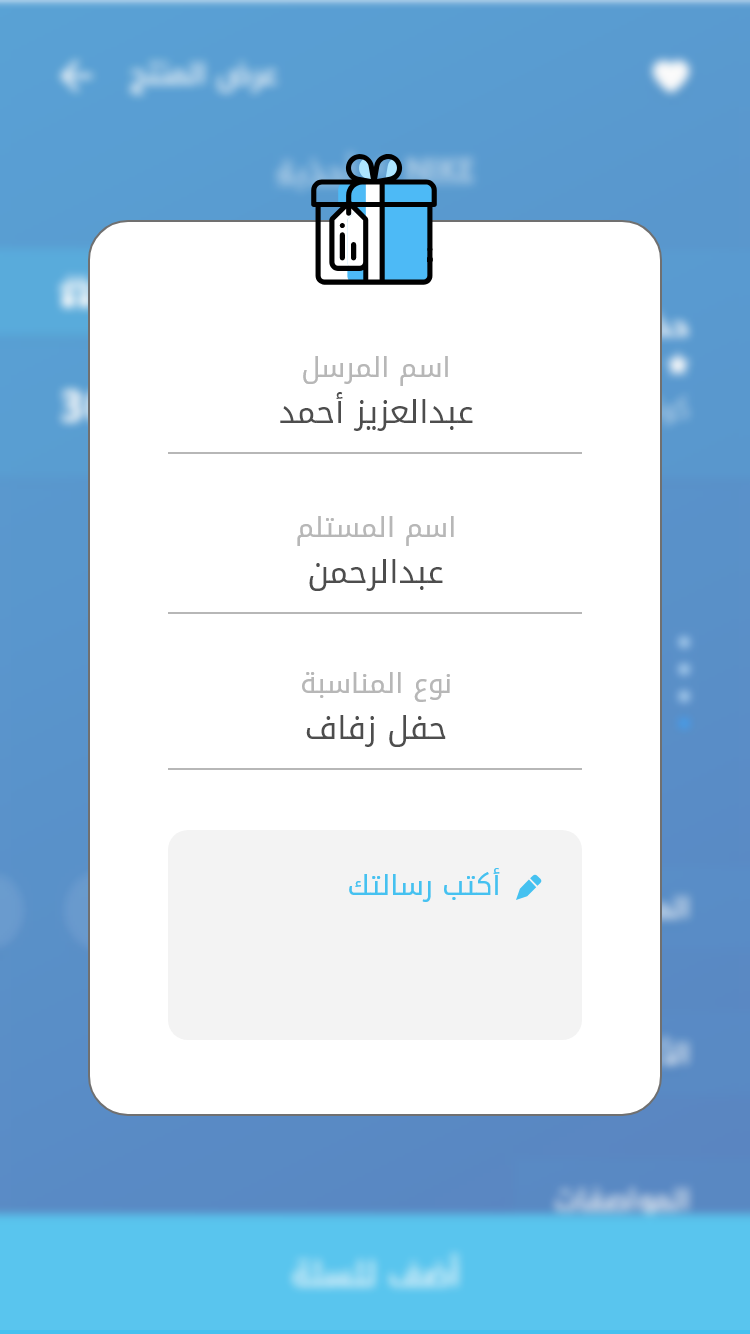 عرض المنتج
اسم المرسل
عبدالعزيز أحمد
اسم المستلم
عبدالرحمن
نوع المناسبة
حفل زفاف
أكتب رسالتك
المواصفات
أضف للسلة